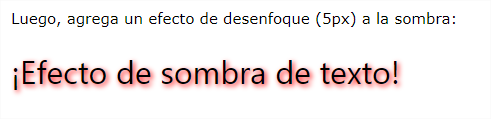 Luego, agrega un efecto de desenfoque (5px) a la sombra:
¡Efecto de sombra de texto!